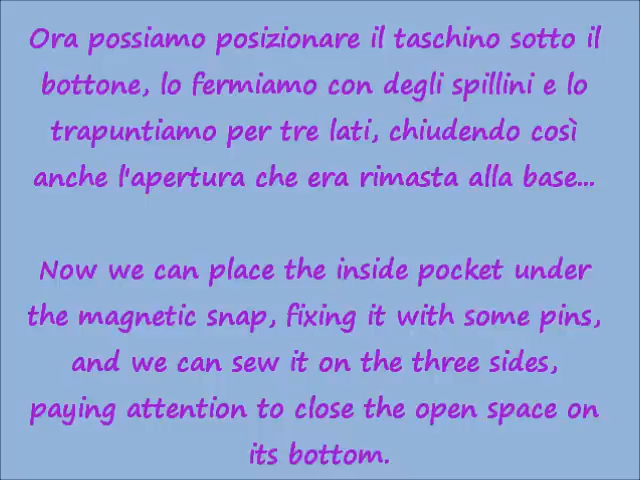 Ora possiamo posizionare il taschino sotto il
bottone, lo fermiamo con degli spillini e lo
trapuntiamo per tre lati, chiudendo così
anche l'apertura che era rimasta alla base...
Now we can place the inside pocket under
the magnetic snap, fixing it with some pins,
and we can sew it on the three sides,
paying attention to close the open space on
its bottom.